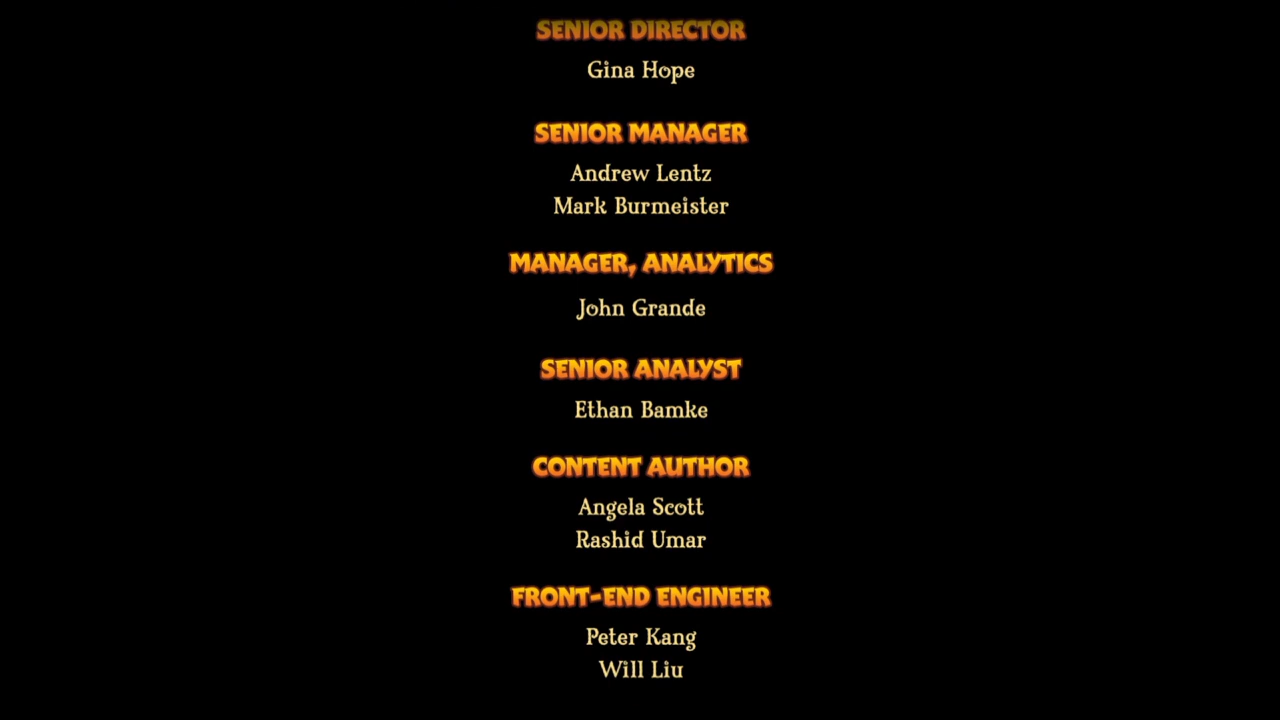 SENIOR DIRECTOR
Gina Hope
SENIOR MANAGER
Andrew Lentz
Mark Burmeister
MANAGER, ANALYTICS
John Grande
SENIOR ANALYST
Ethan Bamke
CONTENT AUTHOR
Angela Scott
Rashid Umar
FRONT-END ENGINEER
Peter Kang
Will Liu